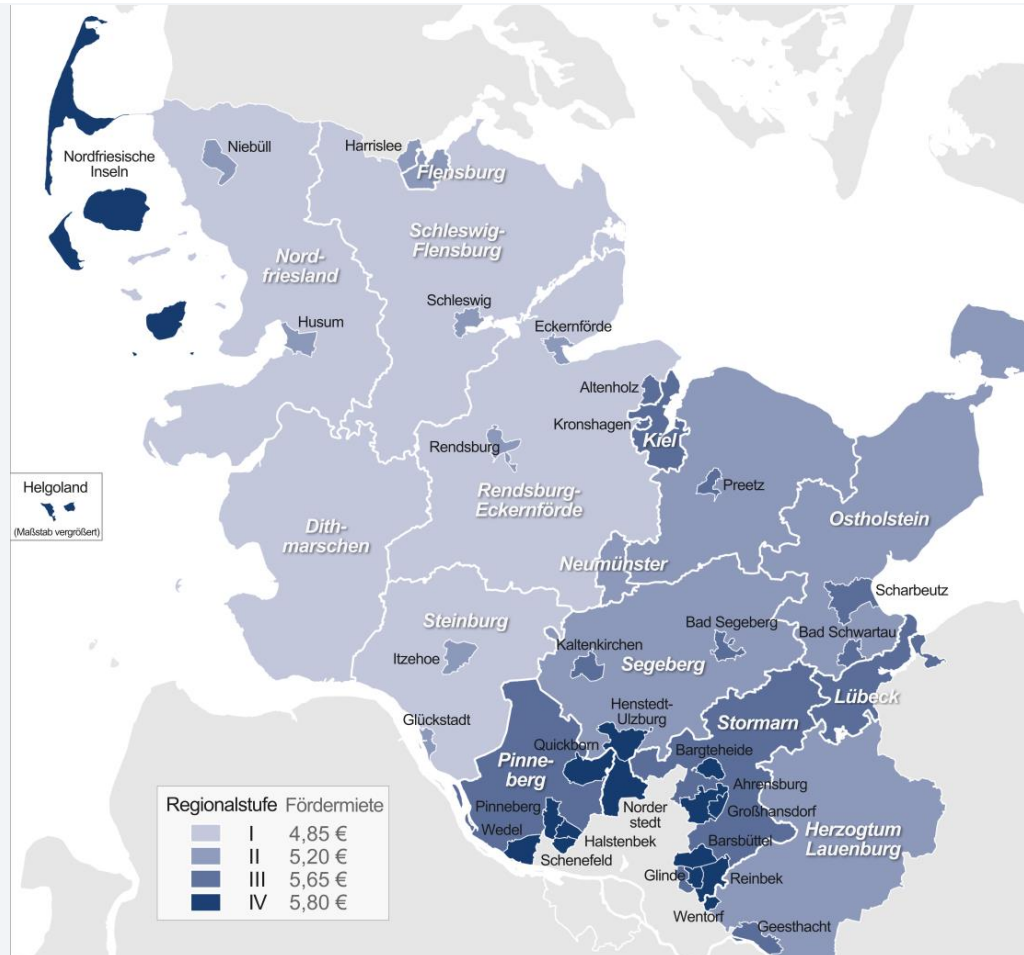 Niebüll
Harrislee
Flensburg
Nordfriesische
Inseln
Schleswig-
Flensburg
Nord-
friesland
Schleswig
Husum
Eckernförde
Altenholz
Kronshagen
Kiel
Rendsburg
Preetz
Helgoland
(Maßstab vergrößert)
Rendsburg-
Eckernförde
Dith-
marschen
Ostholstein
Neumünster
Scharbeutz
Steinburg
Bad Segeberg
Bad Schwartau
Kaltenkirchen
Itzehoe
Segeberg
Lübeck
Henstedt-
Ulzburg
Stormarn
Glückstadt
Quickborn
Bargteheide
Pinne-
berg
Ahrensburg
Regionalstufe Fördermiete
Pinneberg
Norder
stedt
Großhansdorf
I 4,85 €
Wedel
Halstenbek
Barsbüttel
Herzogtum
Lauenburg
II 5,20 €
Schenefeld
III 5,65 €
Glinde
Reinbek
IV 5,80 €
Wentorf
Geesthacht